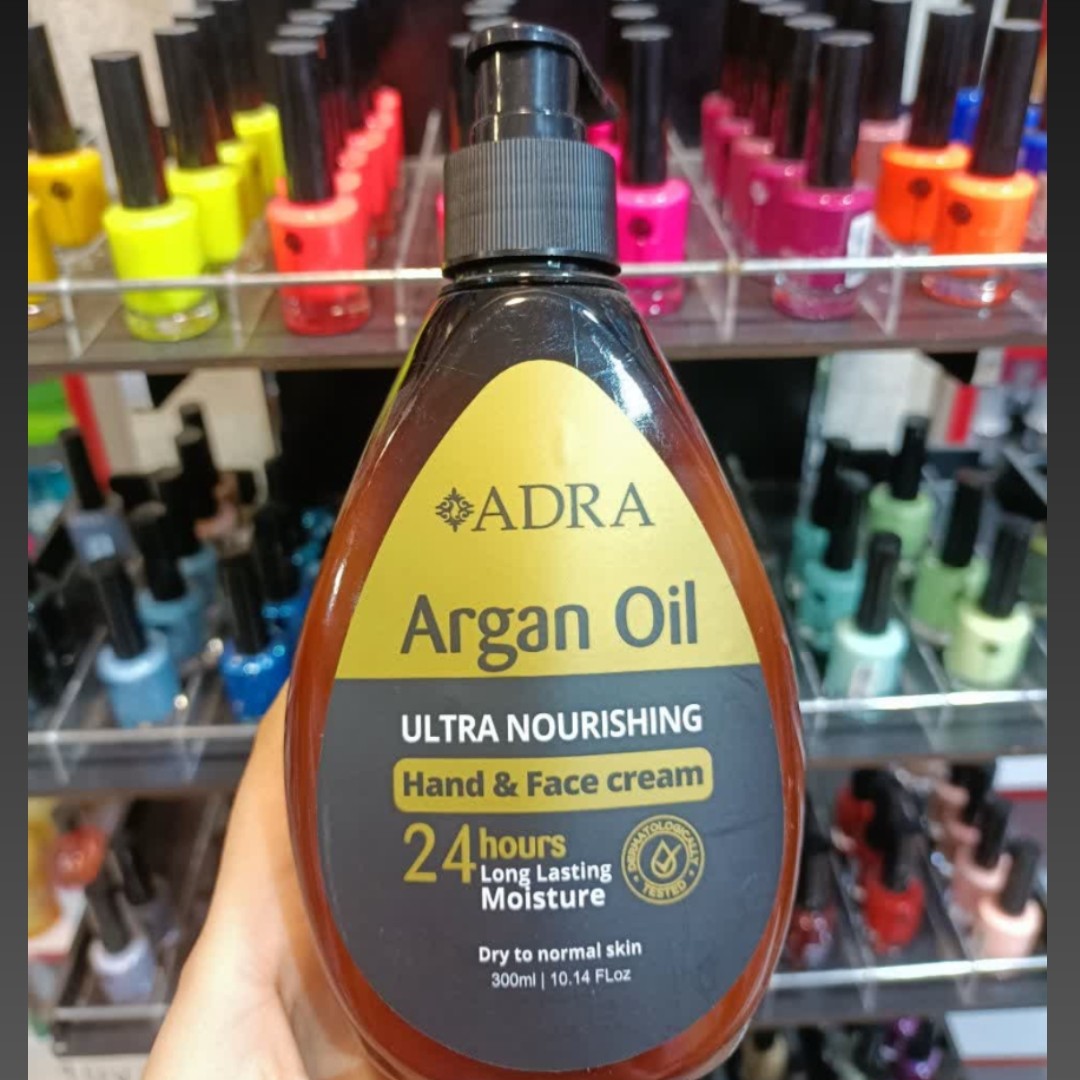 ADRA
Argan Oil
ULTRA NOURISHING
Hand & Face cream
24 hours
Long Lasting
Moisture
DERMATOLOGICALLY
TESTED
Dry to normal skin
300ml | 10.14 FLoz